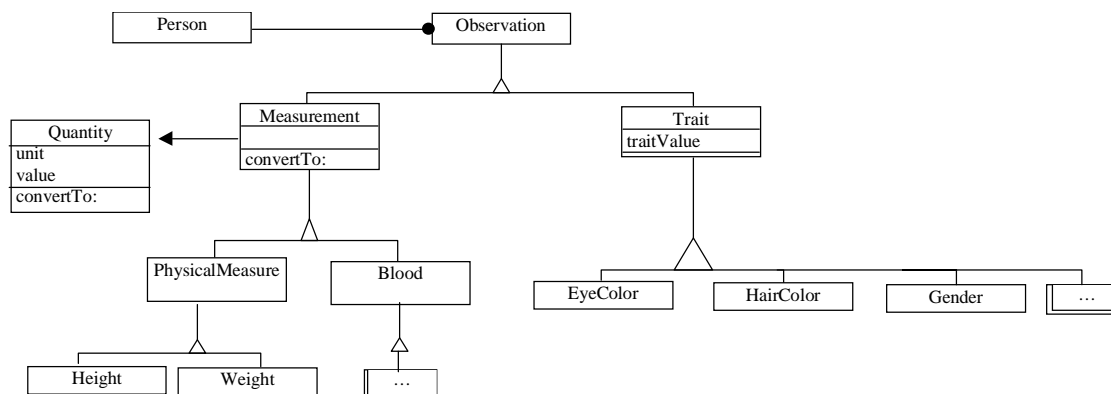 Person
Observation
Measurement
convertTo:
Quantity
unit
value
convertTo:
Trait
traitValue
PhysicalMeasure
Blood
EyeColor
HairColor
Gender
…
Height
Weight
…